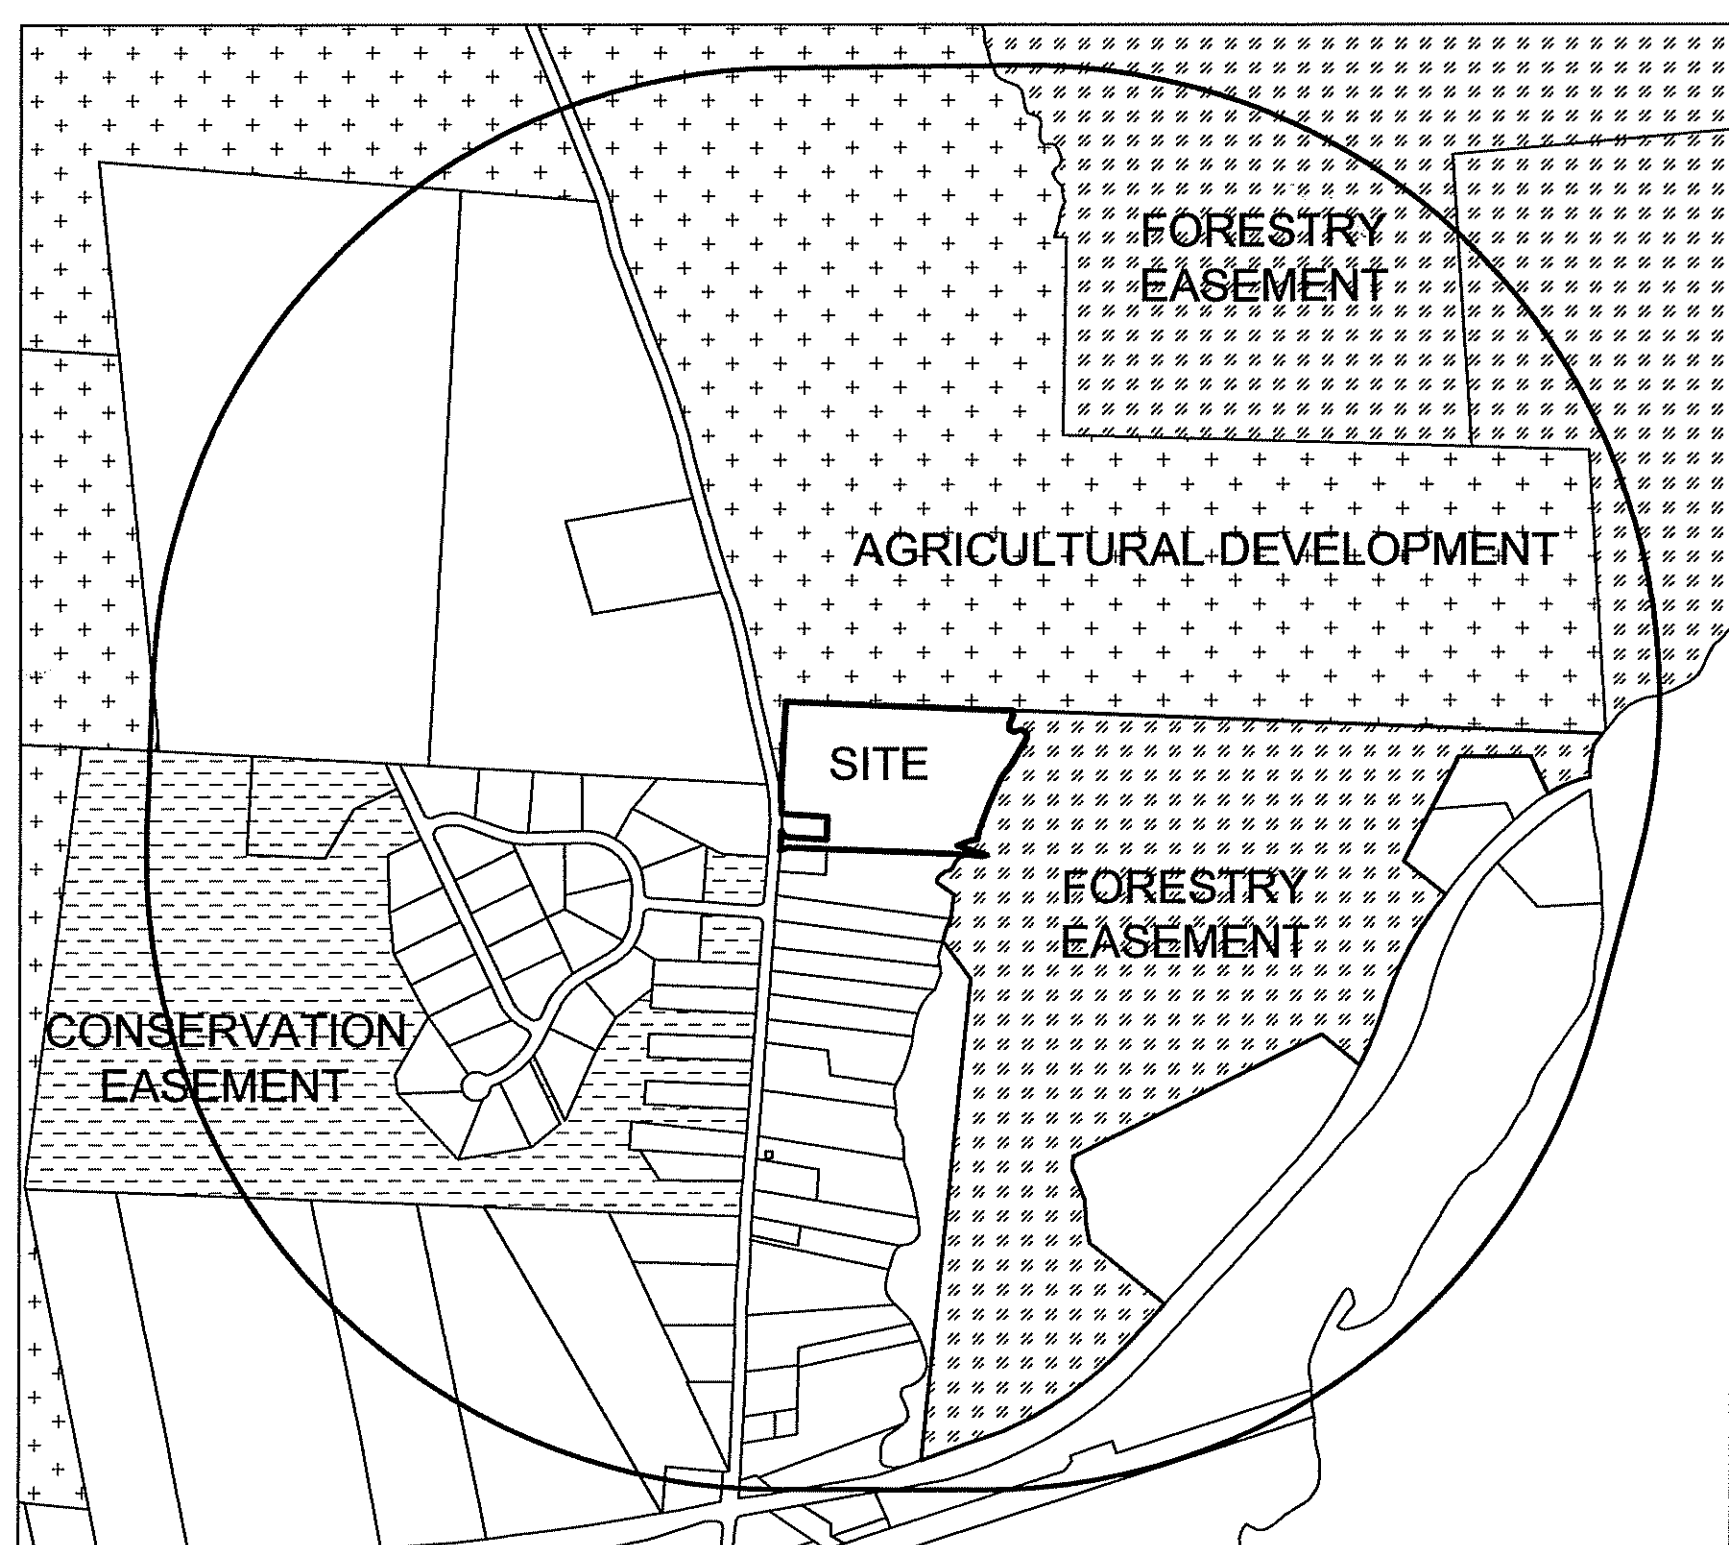 FORESTRY
EASEMENT
AGRICULTURAL DEVELOPMENT
SITE
FORESTRY
EASEMENT
CONSERVATION
EASEMENT